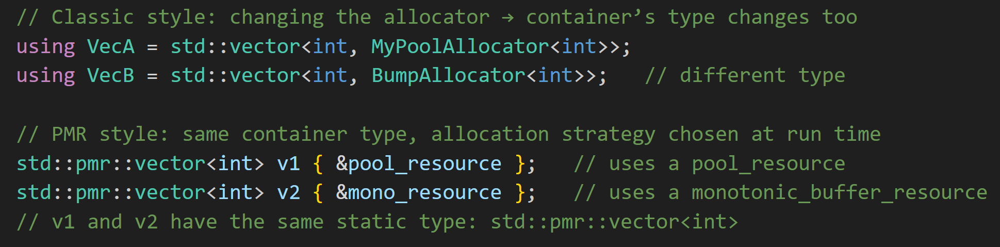 // Classic style: changing the allocator → container’s type changes too
using VecA = std::vector<int, MyPoolAllocator<int>>;
using VecB = std::vector<int, BumpAllocator<int>>;   // different type

// PMR style: same container type, allocation strategy chosen at run time
std::pmr::vector<int> v1 { &pool_resource };   // uses a pool_resource
std::pmr::vector<int> v2 { &mono_resource };   // uses a monotonic_buffer_resource
// v1 and v2 have the same static type: std::pmr::vector<int>